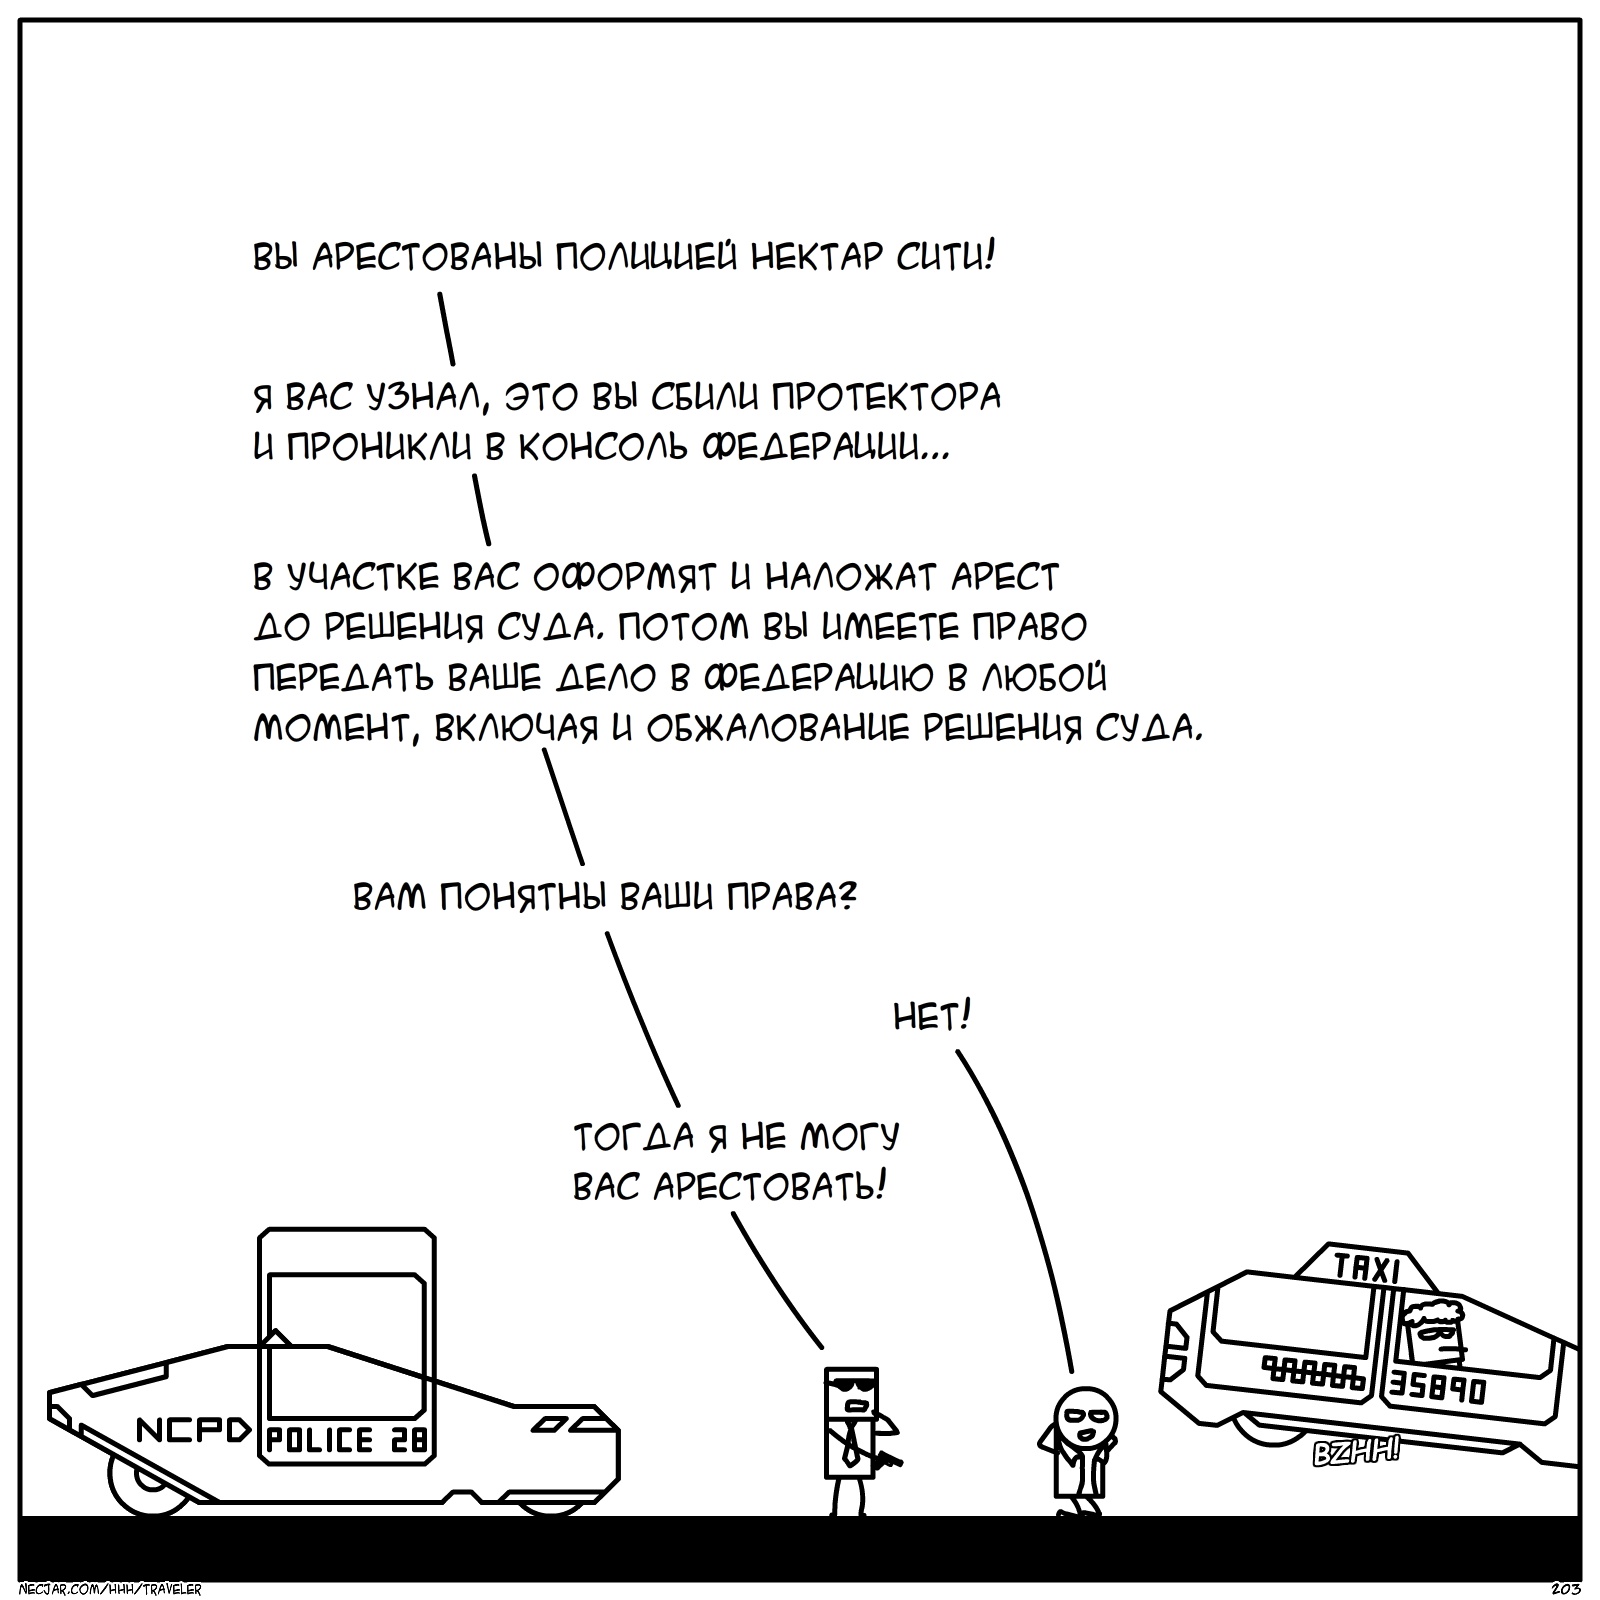 ВЫ АРЕСТОВАНЫ ПОЛИЦИЕЙ НЕКТАР СИТИ!
Я ВАС УЗНАЛ, ЭТО ВЫ СБИЛИ ПРОТЕКТОРА
И ПРОНИКЛИ В КОНСОЛЬ ФЕДЕРАЦИИ...
В УЧАСТКЕ ВАС ОФОРМЯТ И НАЛОЖАТ АРЕСТ
ДО РЕШЕНИЯ СУДА. ПОТОМ ВЫ ИМЕЕТЕ ПРАВО
ПЕРЕДАТЬ ВАШЕ ДЕЛО В ФЕДЕРАЦИЮ В ЛЮБОЙ
МОМЕНТ, ВКЛЮЧАЯ И ОБЖАЛОВАНИЕ РЕШЕНИЯ СУДА.
ВАМ ПОНЯТНЫ ВАШИ ПРАВА?
НЕТ!
ТОГДА Я НЕ МОГУ
ВАС АРЕСТОВАТЬ!
TAXI
35890
BZHH!
NCPD
POLICE 28
NECJAR.COM/HHH/TRAVELER
203